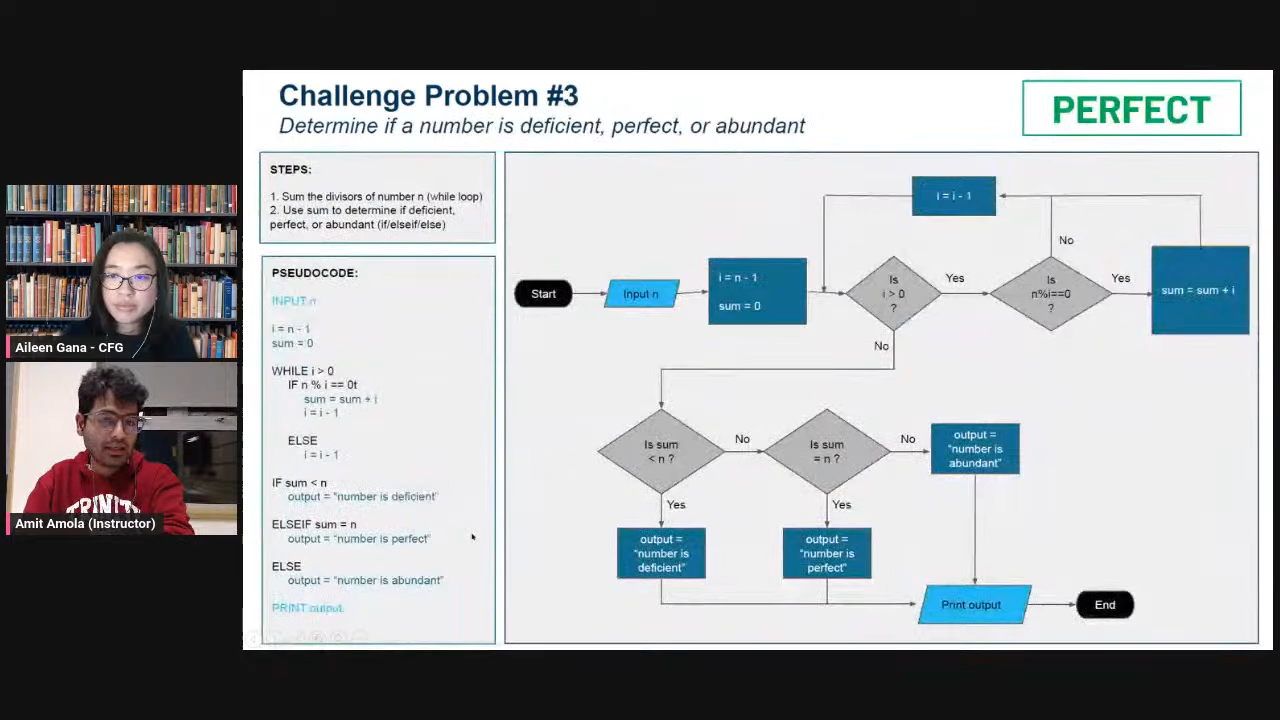 Challenge Problem #3
Determine if a number is deficient, perfect, or abundant
PERFECT
STEPS:
1. Sum the divisors of number n (while loop)
2. Use sum to determine if deficient,
perfect, or abundant (if/elseif/else)
PSEUDOCODE:
INPUT n
i = n - 1
sum = 0
WHILE i > 0
IF n % i == 0t
sum = sum + i
i = i - 1
ELSE
i = i - 1
IF sum < n
output = “number is deficient”
ELSEIF sum = n
output = “number is perfect”
ELSE
output = “number is abundant”
PRINT output
i = i - 1
No
Start
Input n
i = n - 1
sum = 0
Is
i > 0
?
Yes
Is
n%i==0
?
Yes
sum = sum + i
No
Is sum
< n ?
No
Is sum
= n ?
No
output =
“number is
abundant”
Yes
Yes
output =
“number is
deficient”
output =
“number is
perfect”
Print output
End
Aileen Gana - CFG
TRINITY
Amit Amola (Instructor)